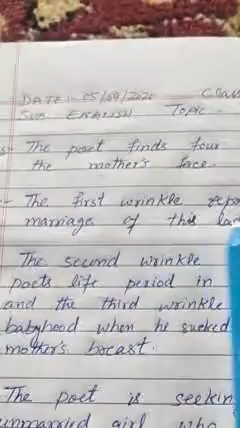 DATE :- 05/09/2020 Clas
Sub ENGLISH Topic
The poet finds four
the mother's face.
The first wrinkle repr
marriage of this
The second wrinkle
poets life period in
and the third wrinkle
babyhood when he sucked
mother's breast.
The poet is seekin
unmarried girl who